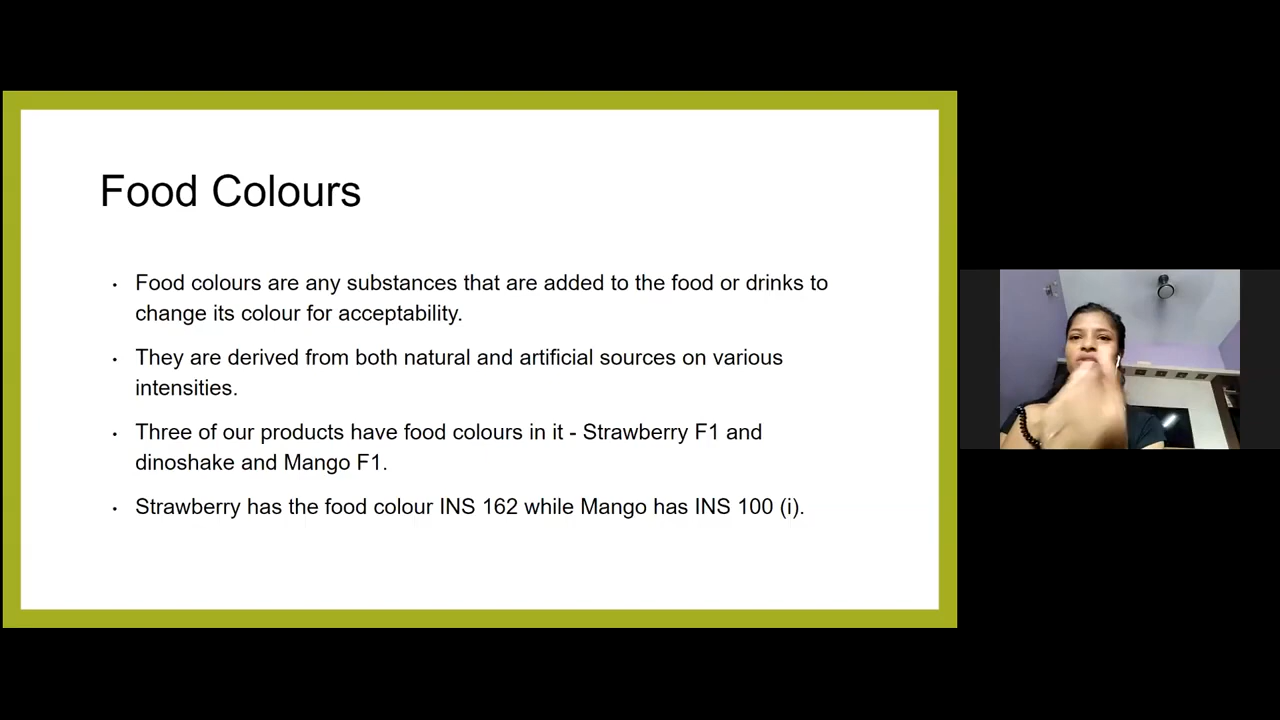 Food Colours
• Food colours are any substances that are added to the food or drinks to
change its colour for acceptability.
• They are derived from both natural and artificial sources on various
intensities.
• Three of our products have food colours in it - Strawberry F1 and
dinoshake and Mango F1.
• Strawberry has the food colour INS 162 while Mango has INS 100 (i).